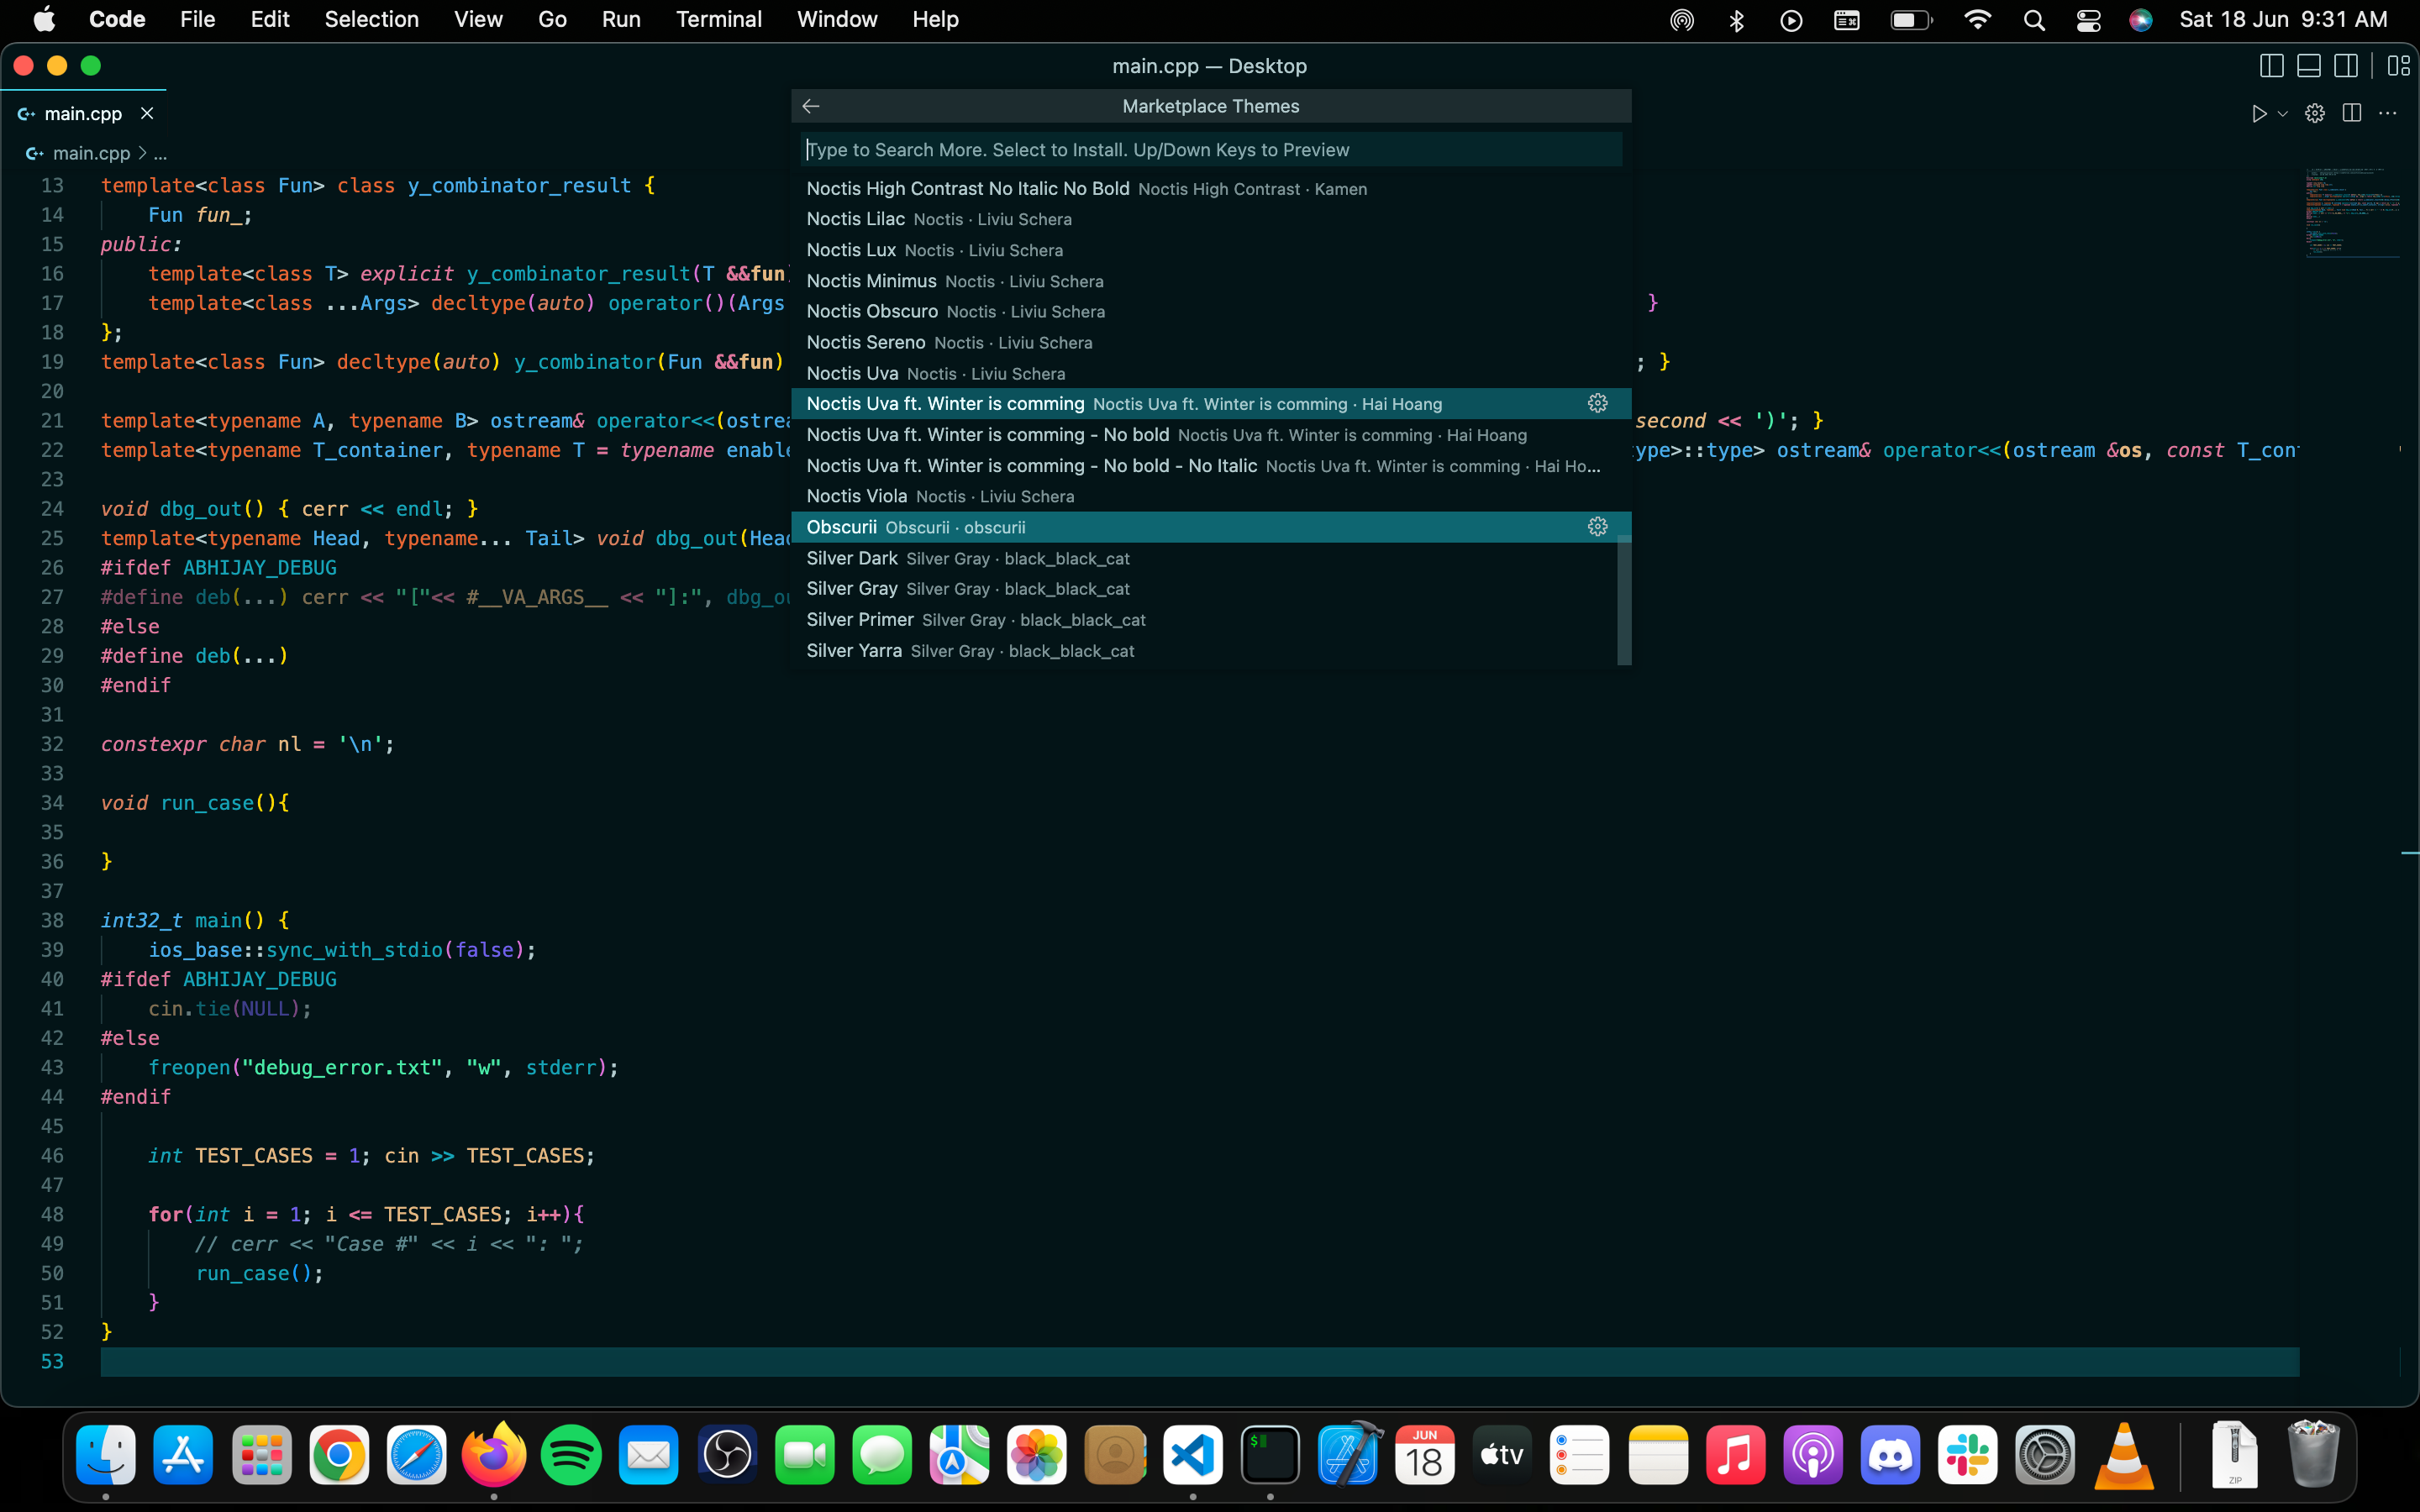 Code File Edit Selection View Go Run Terminal Window Help Sat 18 Jun 9:31 AM
main.cpp — Desktop
main.cpp
main.cpp > ...
Marketplace Themes
Type to Search More. Select to Install. Up/Down Keys to Preview
Noctis High Contrast No Italic No Bold Noctis High Contrast · Kamen
Noctis Lilac Noctis · Liviu Schera
Noctis Lux Noctis · Liviu Schera
Noctis Minimus Noctis · Liviu Schera
Noctis Obscuro Noctis · Liviu Schera
Noctis Sereno Noctis · Liviu Schera
Noctis Uva Noctis · Liviu Schera
Noctis Uva ft. Winter is comming Noctis Uva ft. Winter is comming · Hai Hoang
Noctis Uva ft. Winter is comming - No bold Noctis Uva ft. Winter is comming · Hai Hoang
Noctis Uva ft. Winter is comming - No bold - No Italic Noctis Uva ft. Winter is comming · Hai Ho...
Noctis Viola Noctis · Liviu Schera
Obscurii Obscurii · obscurii
Silver Dark Silver Gray · black_black_cat
Silver Gray Silver Gray · black_black_cat
Silver Primer Silver Gray · black_black_cat
Silver Yarra Silver Gray · black_black_cat
13 template<class Fun> class y_combinator_result {
14 Fun fun_;
15 public:
16 template<class T> explicit y_combinator_result(T &&fun)
17 template<class ...Args> decltype(auto) operator()(Args }
18 };
19 template<class Fun> decltype(auto) y_combinator(Fun &&fun) ; }
20
21 template<typename A, typename B> ostream& operator<<(ostrea second << ')'; }
22 template<typename T_container, typename T = typename enable ype>::type> ostream& operator<<(ostream &os, const T_con
23
24 void dbg_out() { cerr << endl; }
25 template<typename Head, typename... Tail> void dbg_out(Head
26 #ifdef ABHIJAY_DEBUG
27 #define deb(...) cerr << "["<< #__VA_ARGS__ << "]:", dbg_ou
28 #else
29 #define deb(...)
30 #endif
31
32 constexpr char nl = '\n';
33
34 void run_case(){
35
36 }
37
38 int32_t main() {
39 ios_base::sync_with_stdio(false);
40 #ifdef ABHIJAY_DEBUG
41 cin.tie(NULL);
42 #else
43 freopen("debug_error.txt", "w", stderr);
44 #endif
45
46 int TEST_CASES = 1; cin >> TEST_CASES;
47
48 for(int i = 1; i <= TEST_CASES; i++){
49 // cerr << "Case #" << i << ": ";
50 run_case();
51 }
52 }
53
$
JUN
18
tv
ZIP